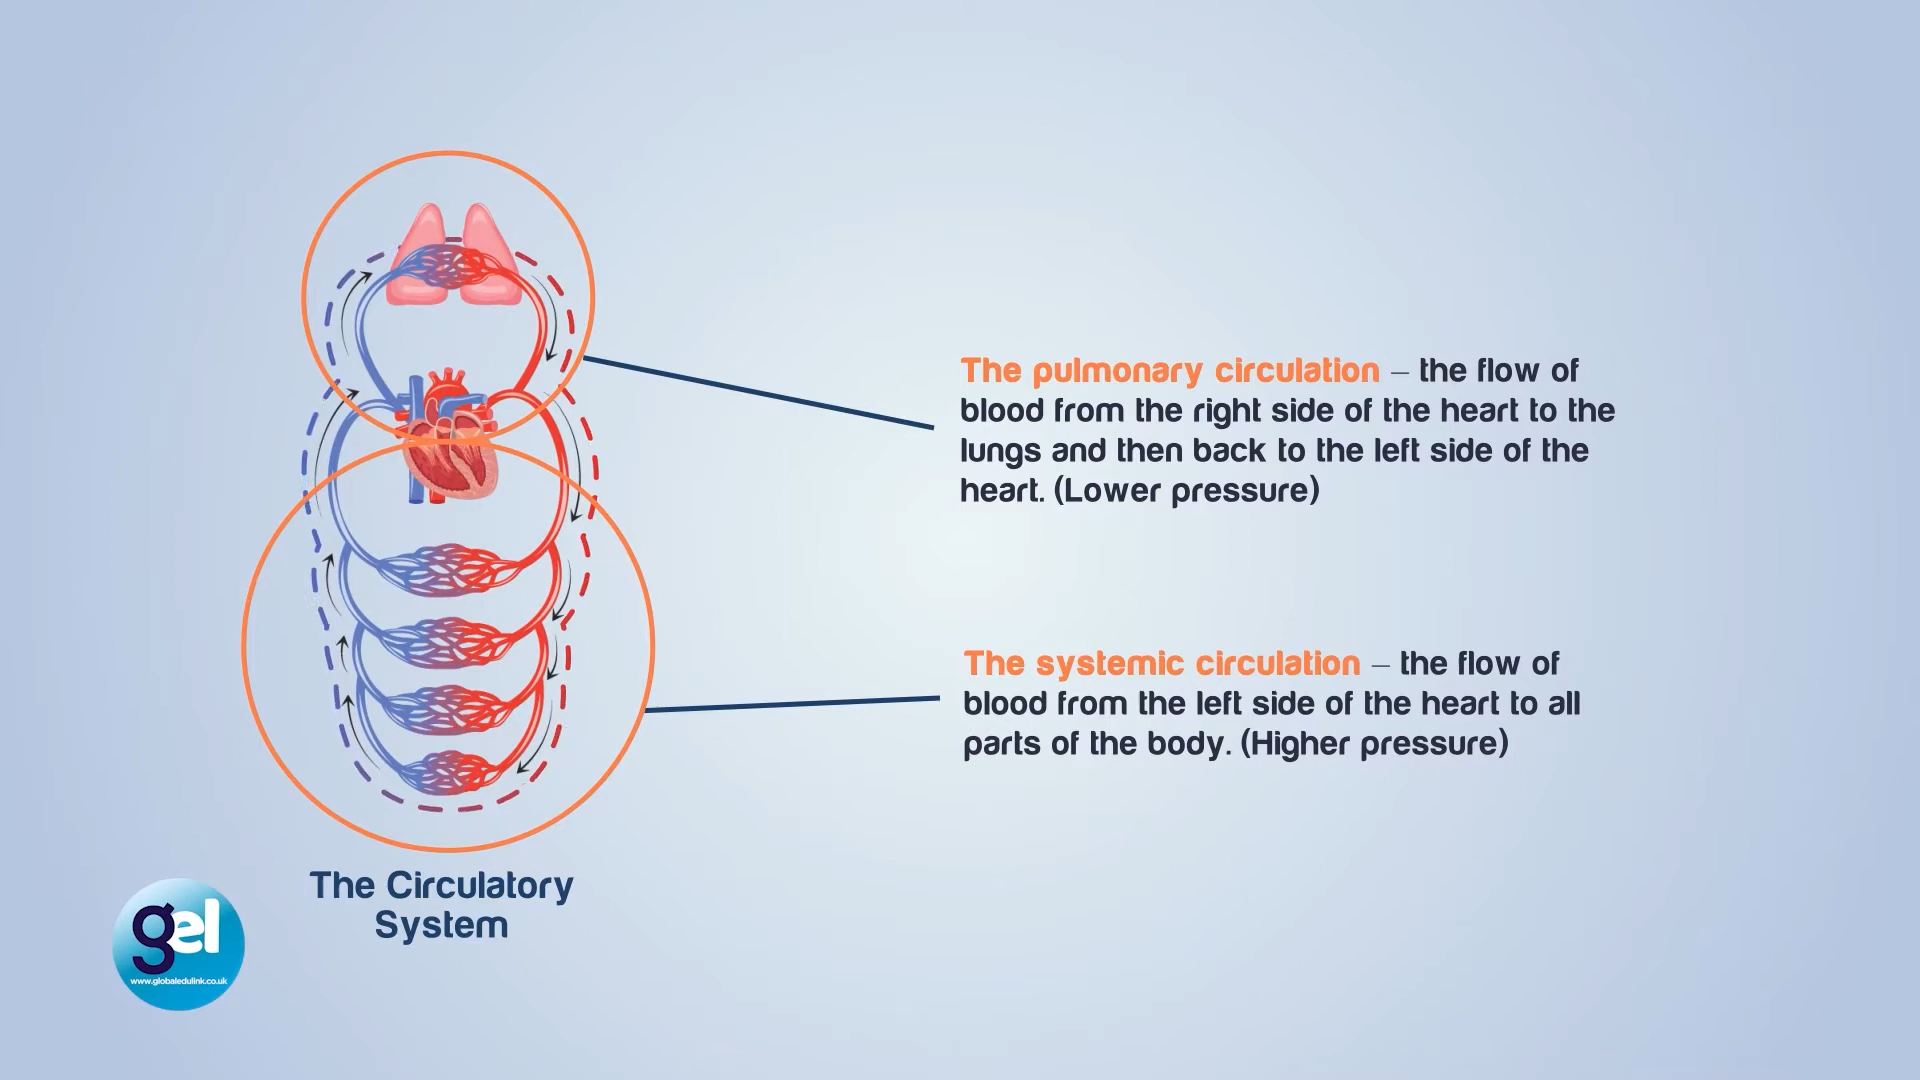 The pulmonary circulation – the flow of
blood from the right side of the heart to the
lungs and then back to the left side of the
heart. (Lower pressure)
The systemic circulation – the flow of
blood from the left side of the heart to all
parts of the body. (Higher pressure)
The Circulatory
System
gel
www.globaledulink.co.uk